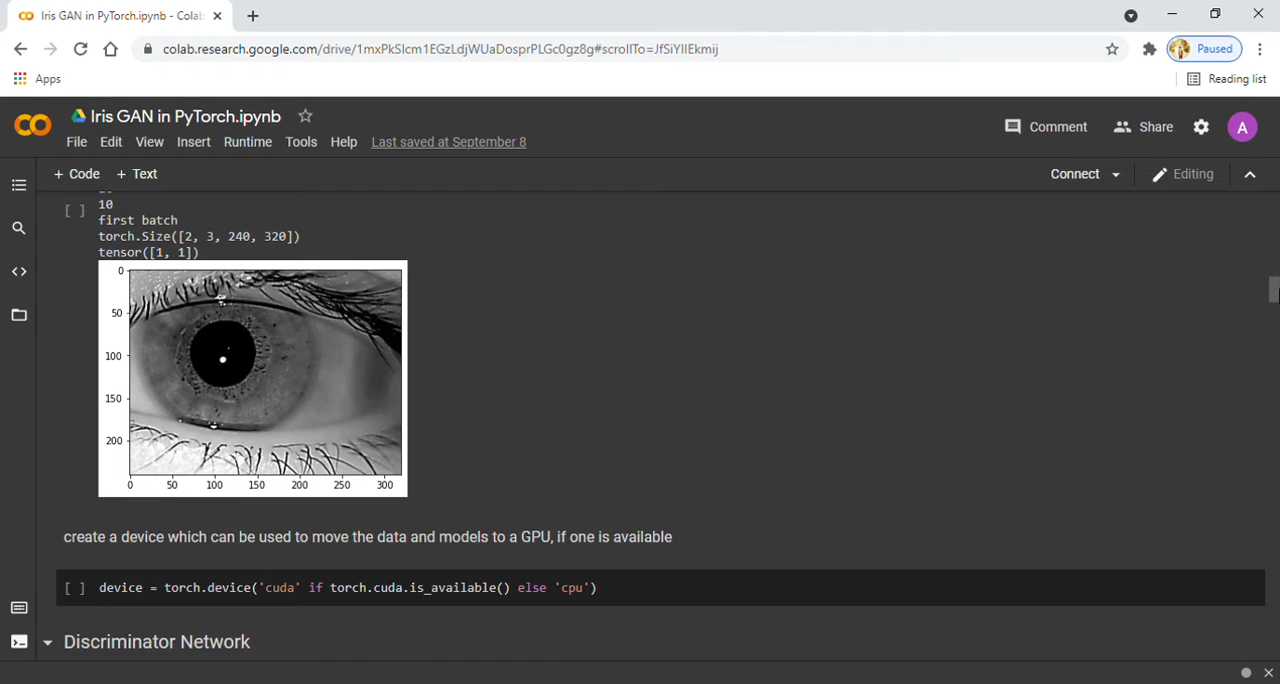 Iris GAN in PyTorch.ipynb - Colab
colab.research.google.com/drive/1mxPkSIcm1EGzLdjWUaDosprPLGc0gz8g#scrollTo=JfSiYIlEkmij
Paused
Apps
Reading list
Iris GAN in PyTorch.ipynb
File Edit View Insert Runtime Tools Help Last saved at September 8
Comment Share A
+ Code + Text
Connect Editing
[ ]
10
first batch
torch.Size([2, 3, 240, 320])
tensor([1, 1])
0
50
100
150
200
0 50 100 150 200 250 300
create a device which can be used to move the data and models to a GPU, if one is available
[ ] device = torch.device('cuda' if torch.cuda.is_available() else 'cpu')
Discriminator Network